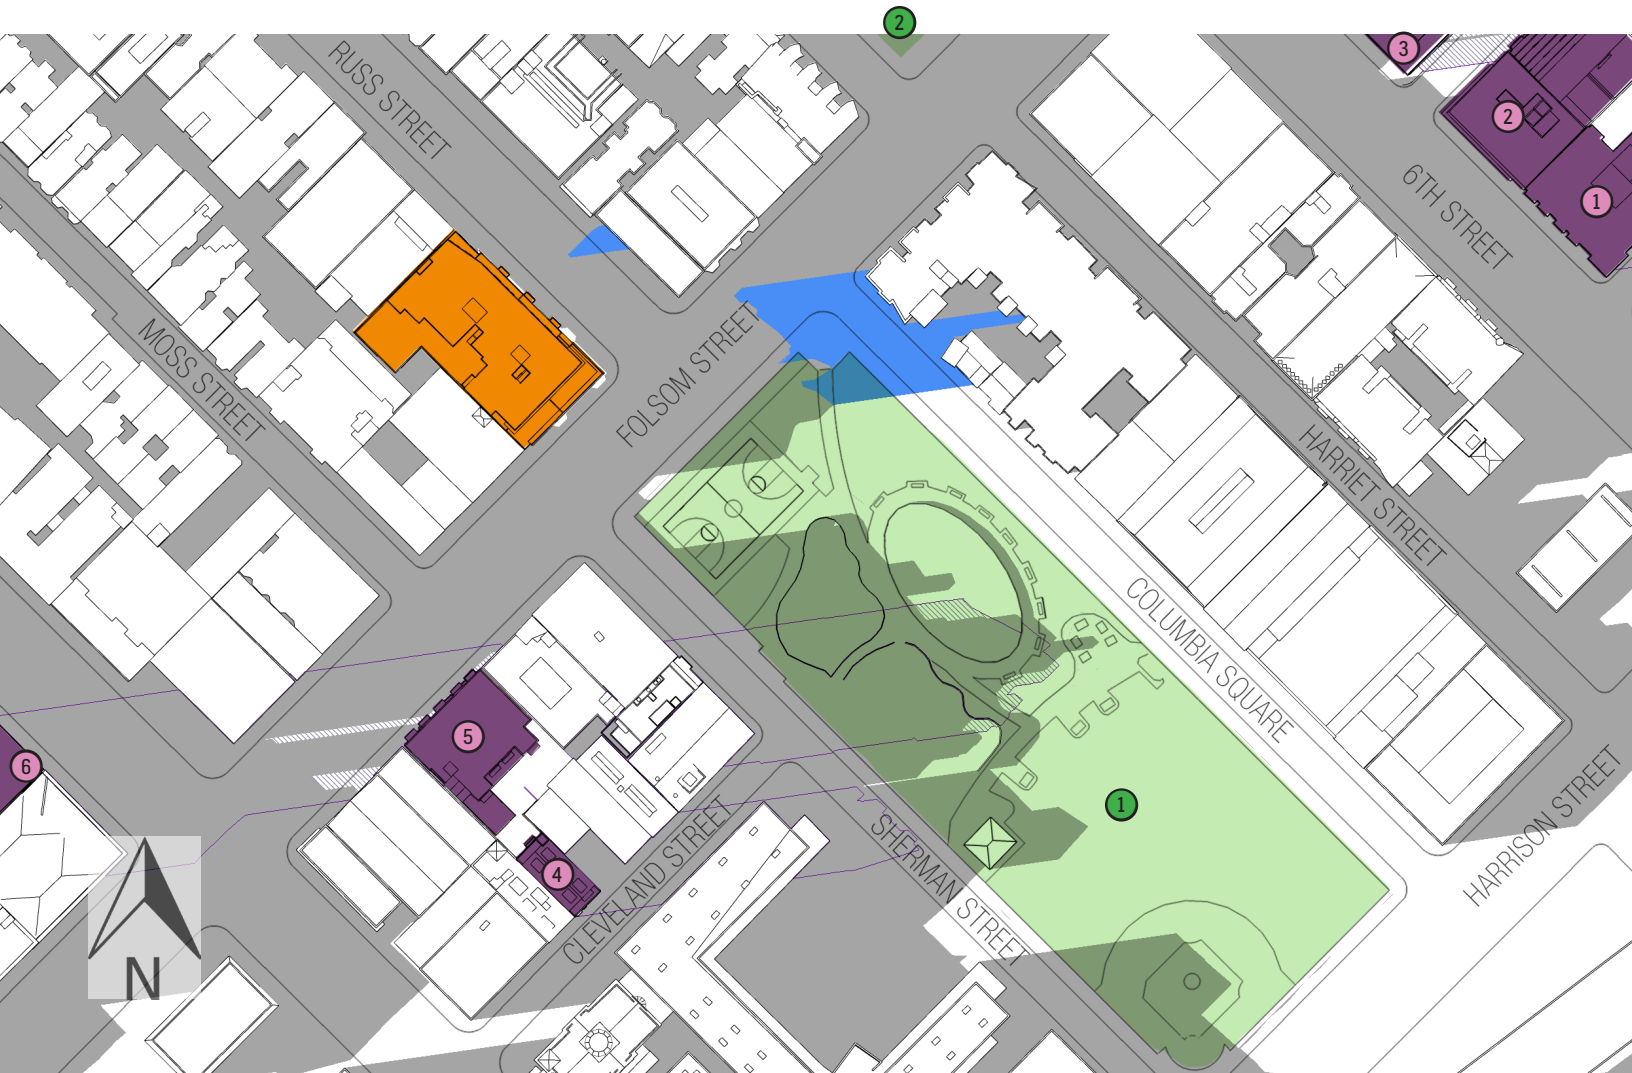 2
3
RUSS STREET
2
6TH STREET
1
MOSS STREET
FOLSOM STREET
HARRIET STREET
COLUMBIA SQUARE
5
6
1
HARRISON STREET
SHERMAN STREET
4
CLEVELAND STREET
N